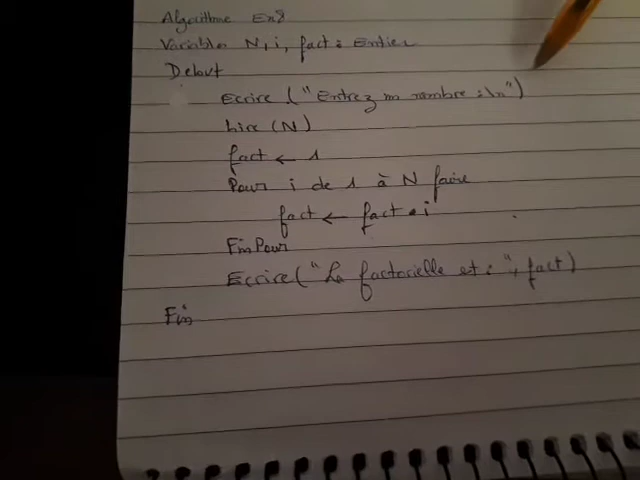 Algorithme Ex8
Variables N, i, fact : Entier
Debut
Ecrire ("Entrez un nombre :\n")
Lire (N)
fact ← 1
Pour i de 1 à N faire
fact ← fact * i
FinPour
Ecrire ("La factorielle est : ", fact)
Fin